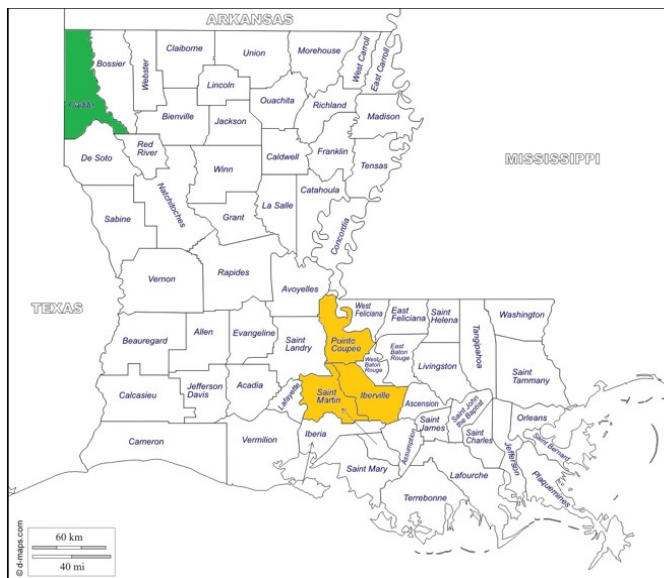 ARKANSAS
Caddo
Bossier
Webster
Claiborne
Union
Morehouse
West Carroll
East Carroll
Lincoln
Ouachita
Richland
Madison
Bienville
Jackson
De Soto
Red
River
Winn
Caldwell
Franklin
Tensas
MISSISSIPPI
Natchitoches
Sabine
Grant
La Salle
Catahoula
Concordia
Vernon
Rapides
Avoyelles
TEXAS
West
Feliciana
East
Feliciana
Saint
Helena
Tangipahoa
Washington
Beauregard
Allen
Evangeline
Saint
Landry
Pointe
Coupee
West
Baton
Rouge
East
Baton
Rouge
Livingston
Saint
Tammany
Calcasieu
Jefferson
Davis
Acadia
Lafayette
Saint
Martin
Iberville
Ascension
Saint
James
Saint John
the Baptist
Orleans
Cameron
Vermilion
Iberia
Assumption
Saint
Charles
Saint Bernard
Jefferson
Plaquemines
Saint Mary
Lafourche
Terrebonne
60 km
40 mi
© d-maps.com